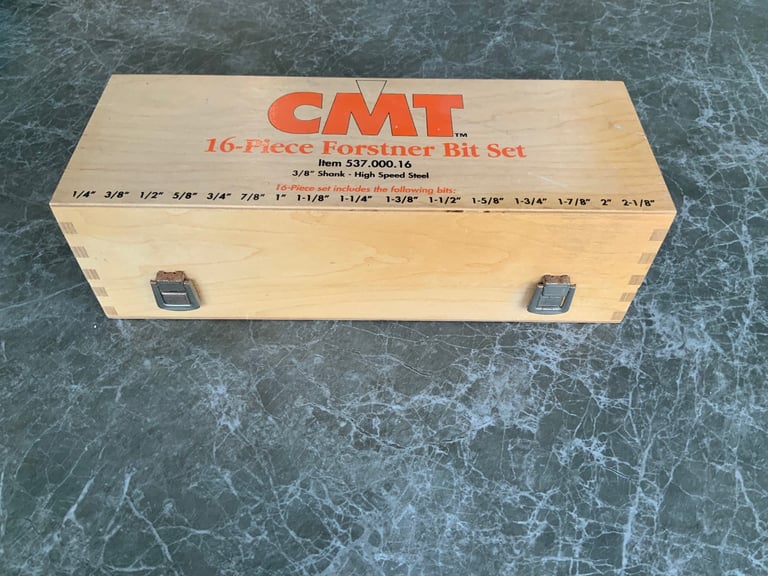 CMT™
16-Piece Forstner Bit Set
Item 537.000.16
3/8" Shank - High Speed Steel
16-Piece set includes the following bits:
1/4" 3/8" 1/2" 5/8" 3/4" 7/8" 1" 1-1/8" 1-1/4" 1-3/8" 1-1/2" 1-5/8" 1-3/4" 1-7/8" 2" 2-1/8"